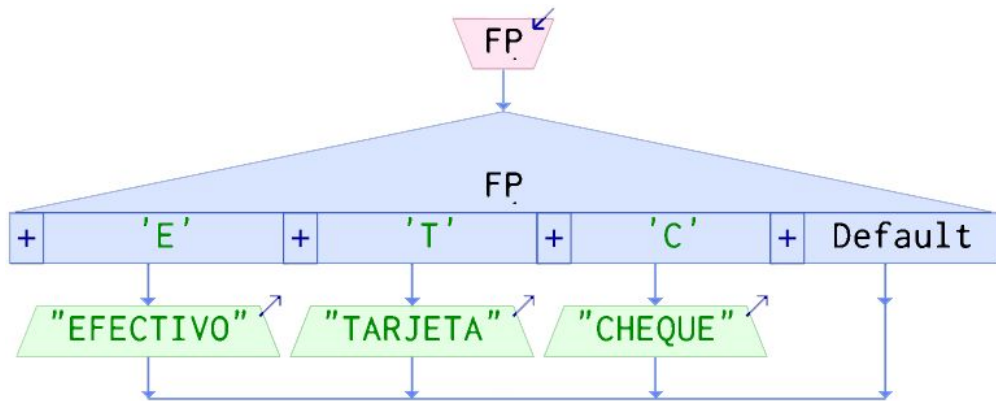 FP
FP
+ 'E' + 'T' + 'C' + Default
"EFECTIVO" "TARJETA" "CHEQUE"